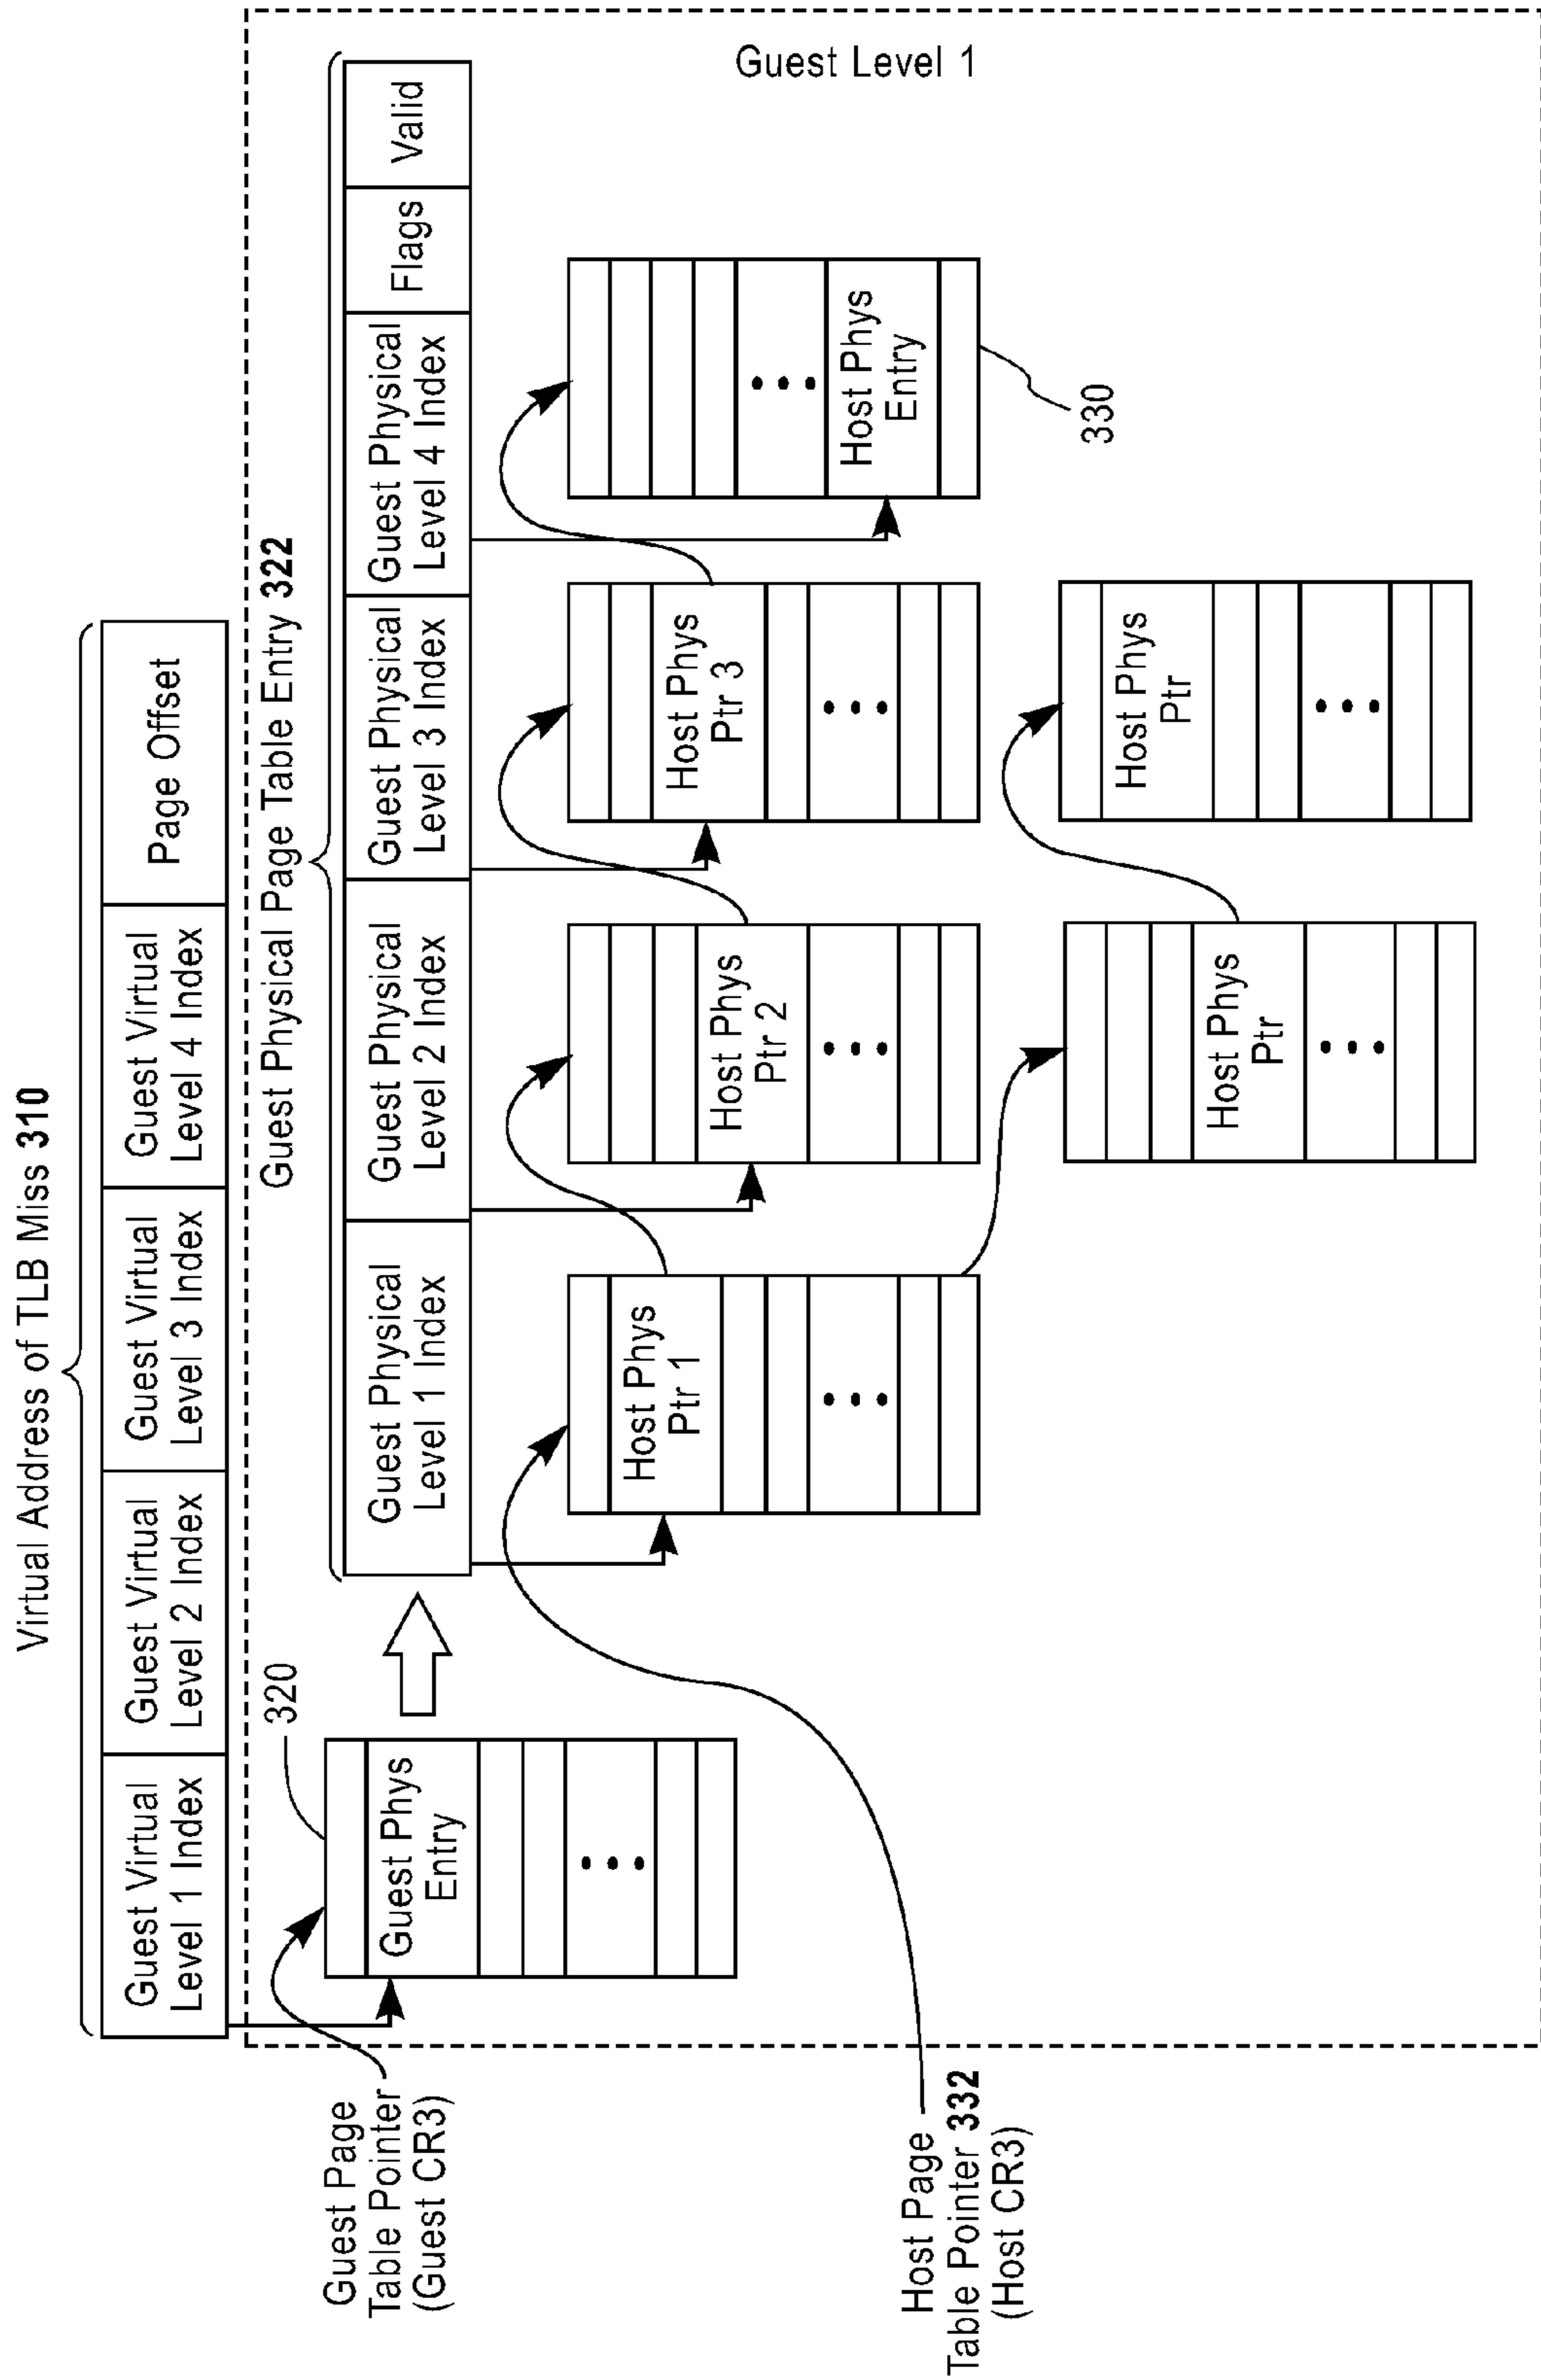 Virtual Address of TLB Miss 310
Guest Virtual
Level 1 Index
Guest Virtual
Level 2 Index
Guest Virtual
Level 3 Index
Guest Virtual
Level 4 Index
Page Offset
Guest Page
Table Pointer
(Guest CR3)
320
Guest Phys
Entry
Guest Physical Page Table Entry 322
Guest Physical
Level 1 Index
Guest Physical
Level 2 Index
Guest Physical
Level 3 Index
Guest Physical
Level 4 Index
Flags
Valid
Guest Level 1
Host Phys
Ptr 1
Host Phys
Ptr 2
Host Phys
Ptr 3
Host Phys
Entry
330
Host Page
Table Pointer 332
(Host CR3)
Host Phys
Ptr
Host Phys
Ptr